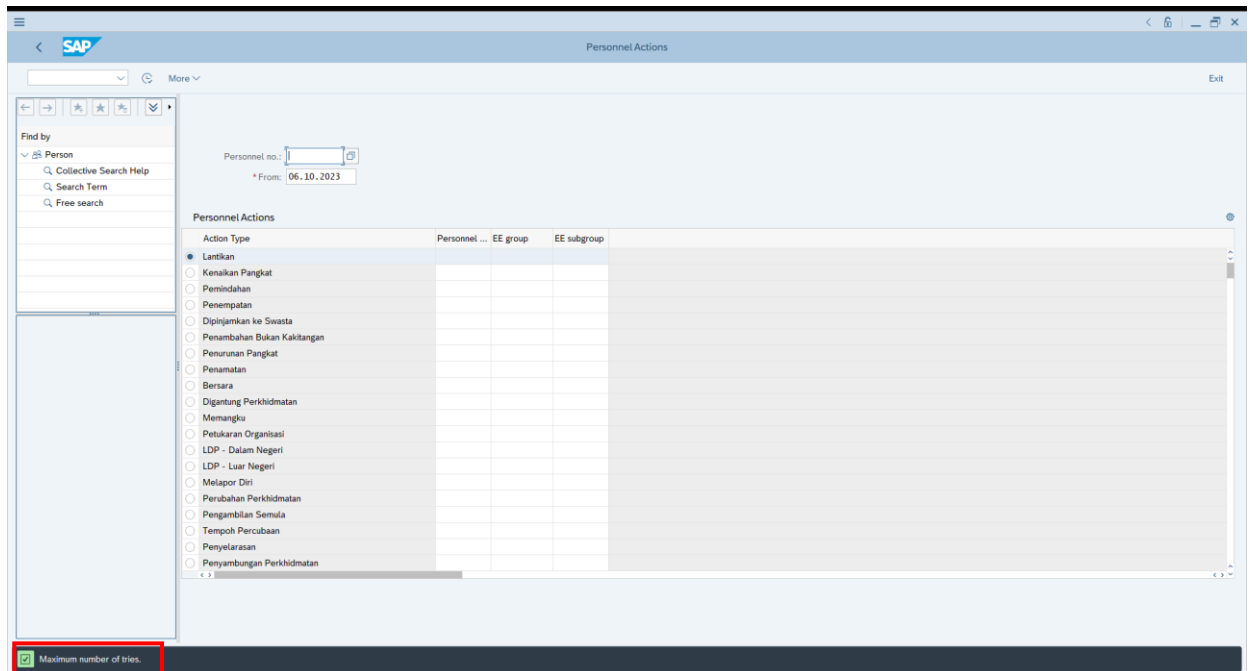 SAP
Personnel Actions
More
Exit
Find by
Person
Collective Search Help
Search Term
Free search
Personnel no.:
* From: 06.10.2023
Personnel Actions
Action Type Personnel ... EE group EE subgroup
Lantikan
Kenaikan Pangkat
Pemindahan
Penempatan
Dipinjamkan ke Swasta
Penambahan Bukan Kakitangan
Penurunan Pangkat
Penamatan
Bersara
Digantung Perkhidmatan
Memangku
Petukaran Organisasi
LDP - Dalam Negeri
LDP - Luar Negeri
Melapor Diri
Perubahan Perkhidmatan
Pengambilan Semula
Tempoh Percubaan
Penyelarasan
Penyambungan Perkhidmatan
Maximum number of tries.